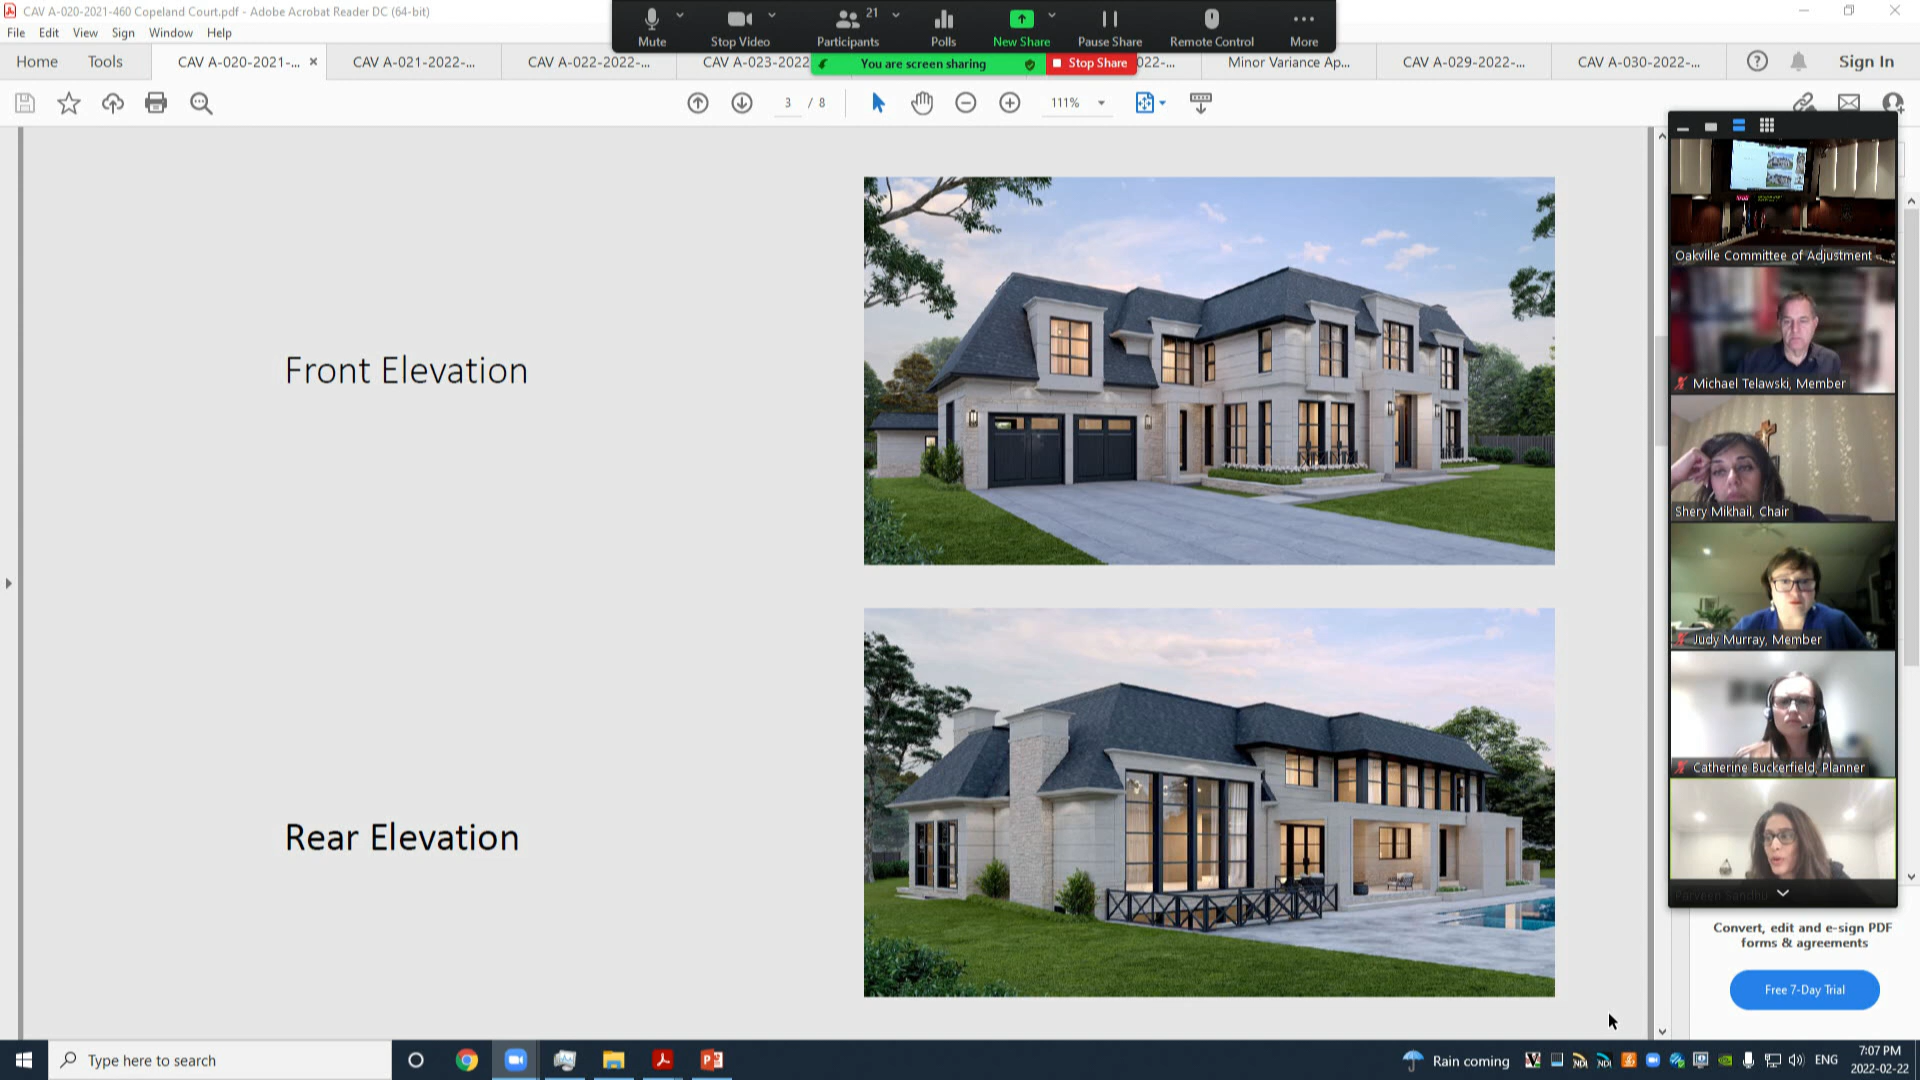 CAV A-020-2021-460 Copeland Court.pdf - Adobe Acrobat Reader DC (64-bit)
File Edit View Sign Window Help
Mute
Stop Video
21
Participants
Polls
New Share
Pause Share
Remote Control
More
You are screen sharing
Stop Share
Home
Tools
CAV A-020-2021-...
CAV A-021-2022-...
CAV A-022-2022-...
CAV A-023-2022
22-...
Minor Variance Ap...
CAV A-029-2022-...
CAV A-030-2022-...
Sign In
3 / 8
111%
Front Elevation
Rear Elevation
Oakville Committee of Adjustment
Michael Telawski, Member
Shery Mikhail, Chair
Judy Murray, Member
Catherine Buckerfield, Planner
Parveen Sandhu
Convert, edit and e-sign PDF
forms & agreements
Free 7-Day Trial
Type here to search
Rain coming
ENG
7:07 PM
2022-02-22